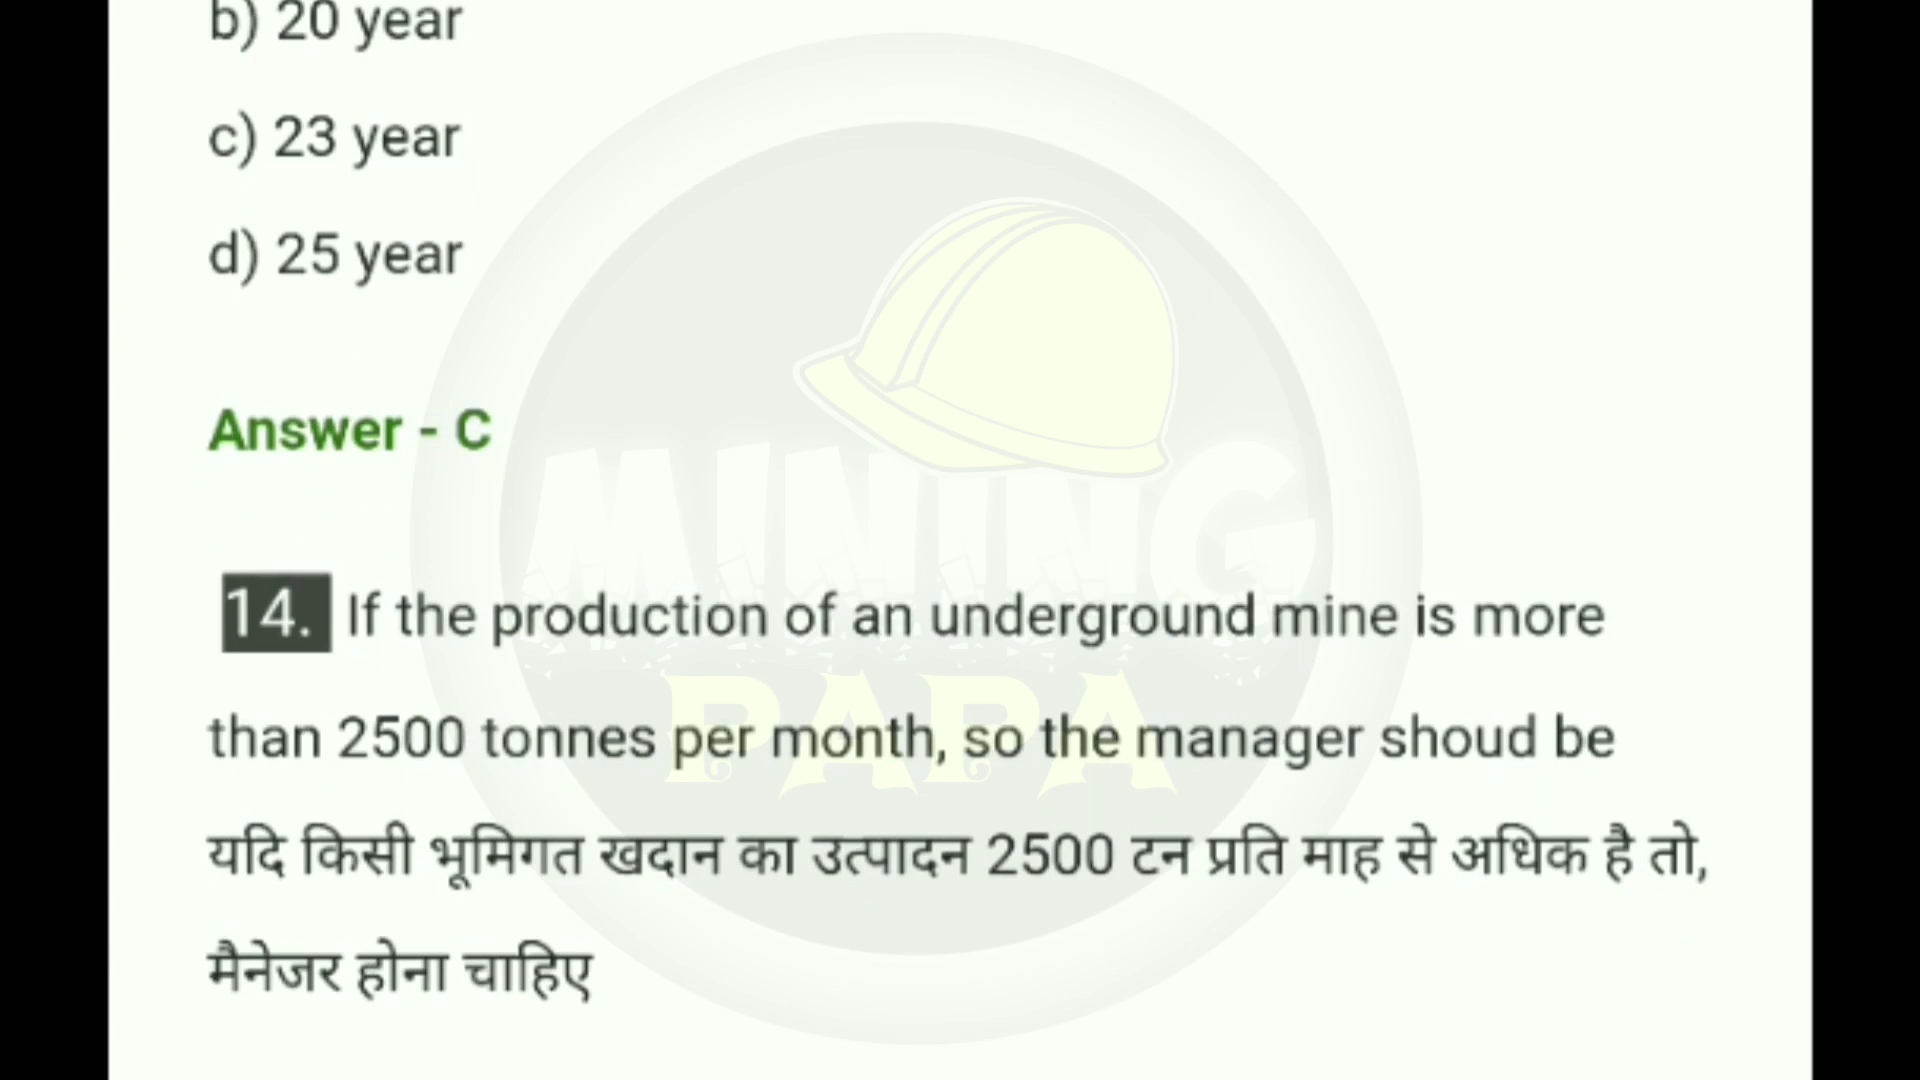 b) 20 year
c) 23 year
d) 25 year
Answer - C
14. If the production of an underground mine is more
than 2500 tonnes per month, so the manager shoud be
यदि किसी भूमिगत खदान का उत्पादन 2500 टन प्रति माह से अधिक है तो,
मैनेजर होना चाहिए
MINING
PAPA